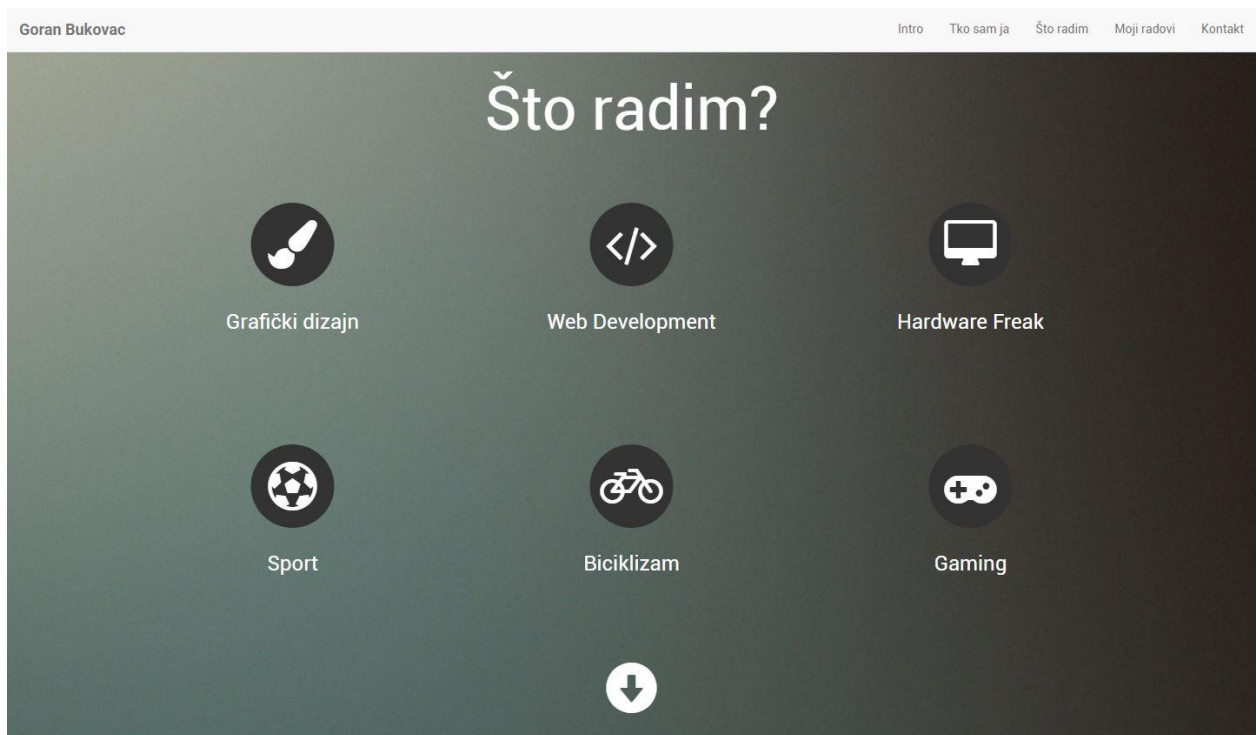 Goran Bukovac
Intro Tko sam ja Što radim Moji radovi Kontakt
Što radim?
Grafički dizajn Web Development Hardware Freak
Sport Biciklizam Gaming